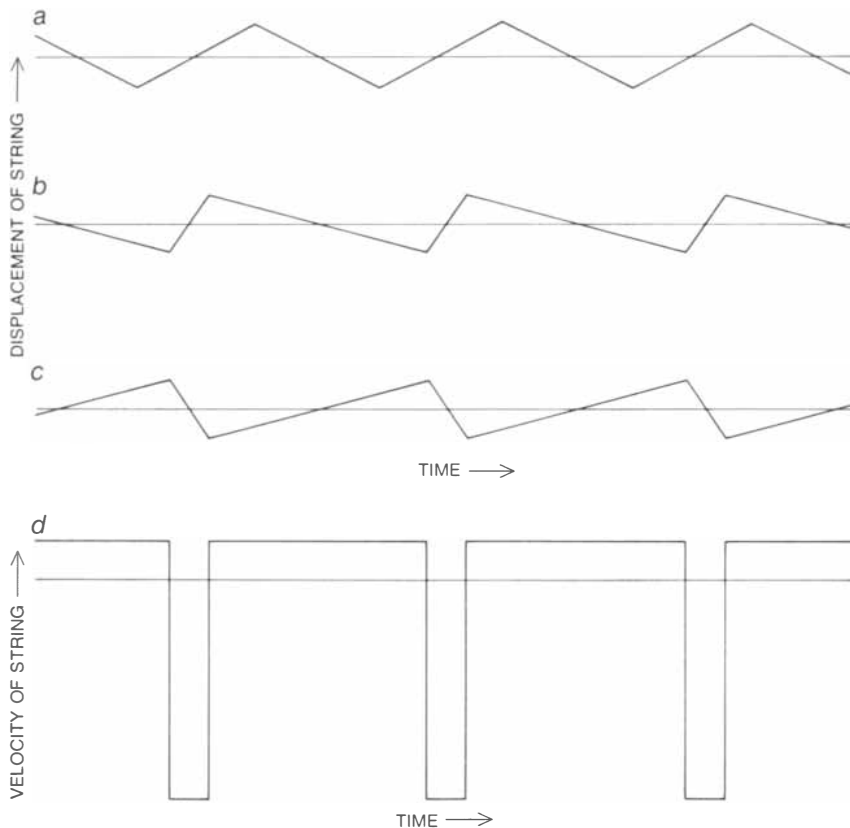 a
DISPLACEMENT OF STRING
b
c
TIME
d
VELOCITY OF STRING
TIME